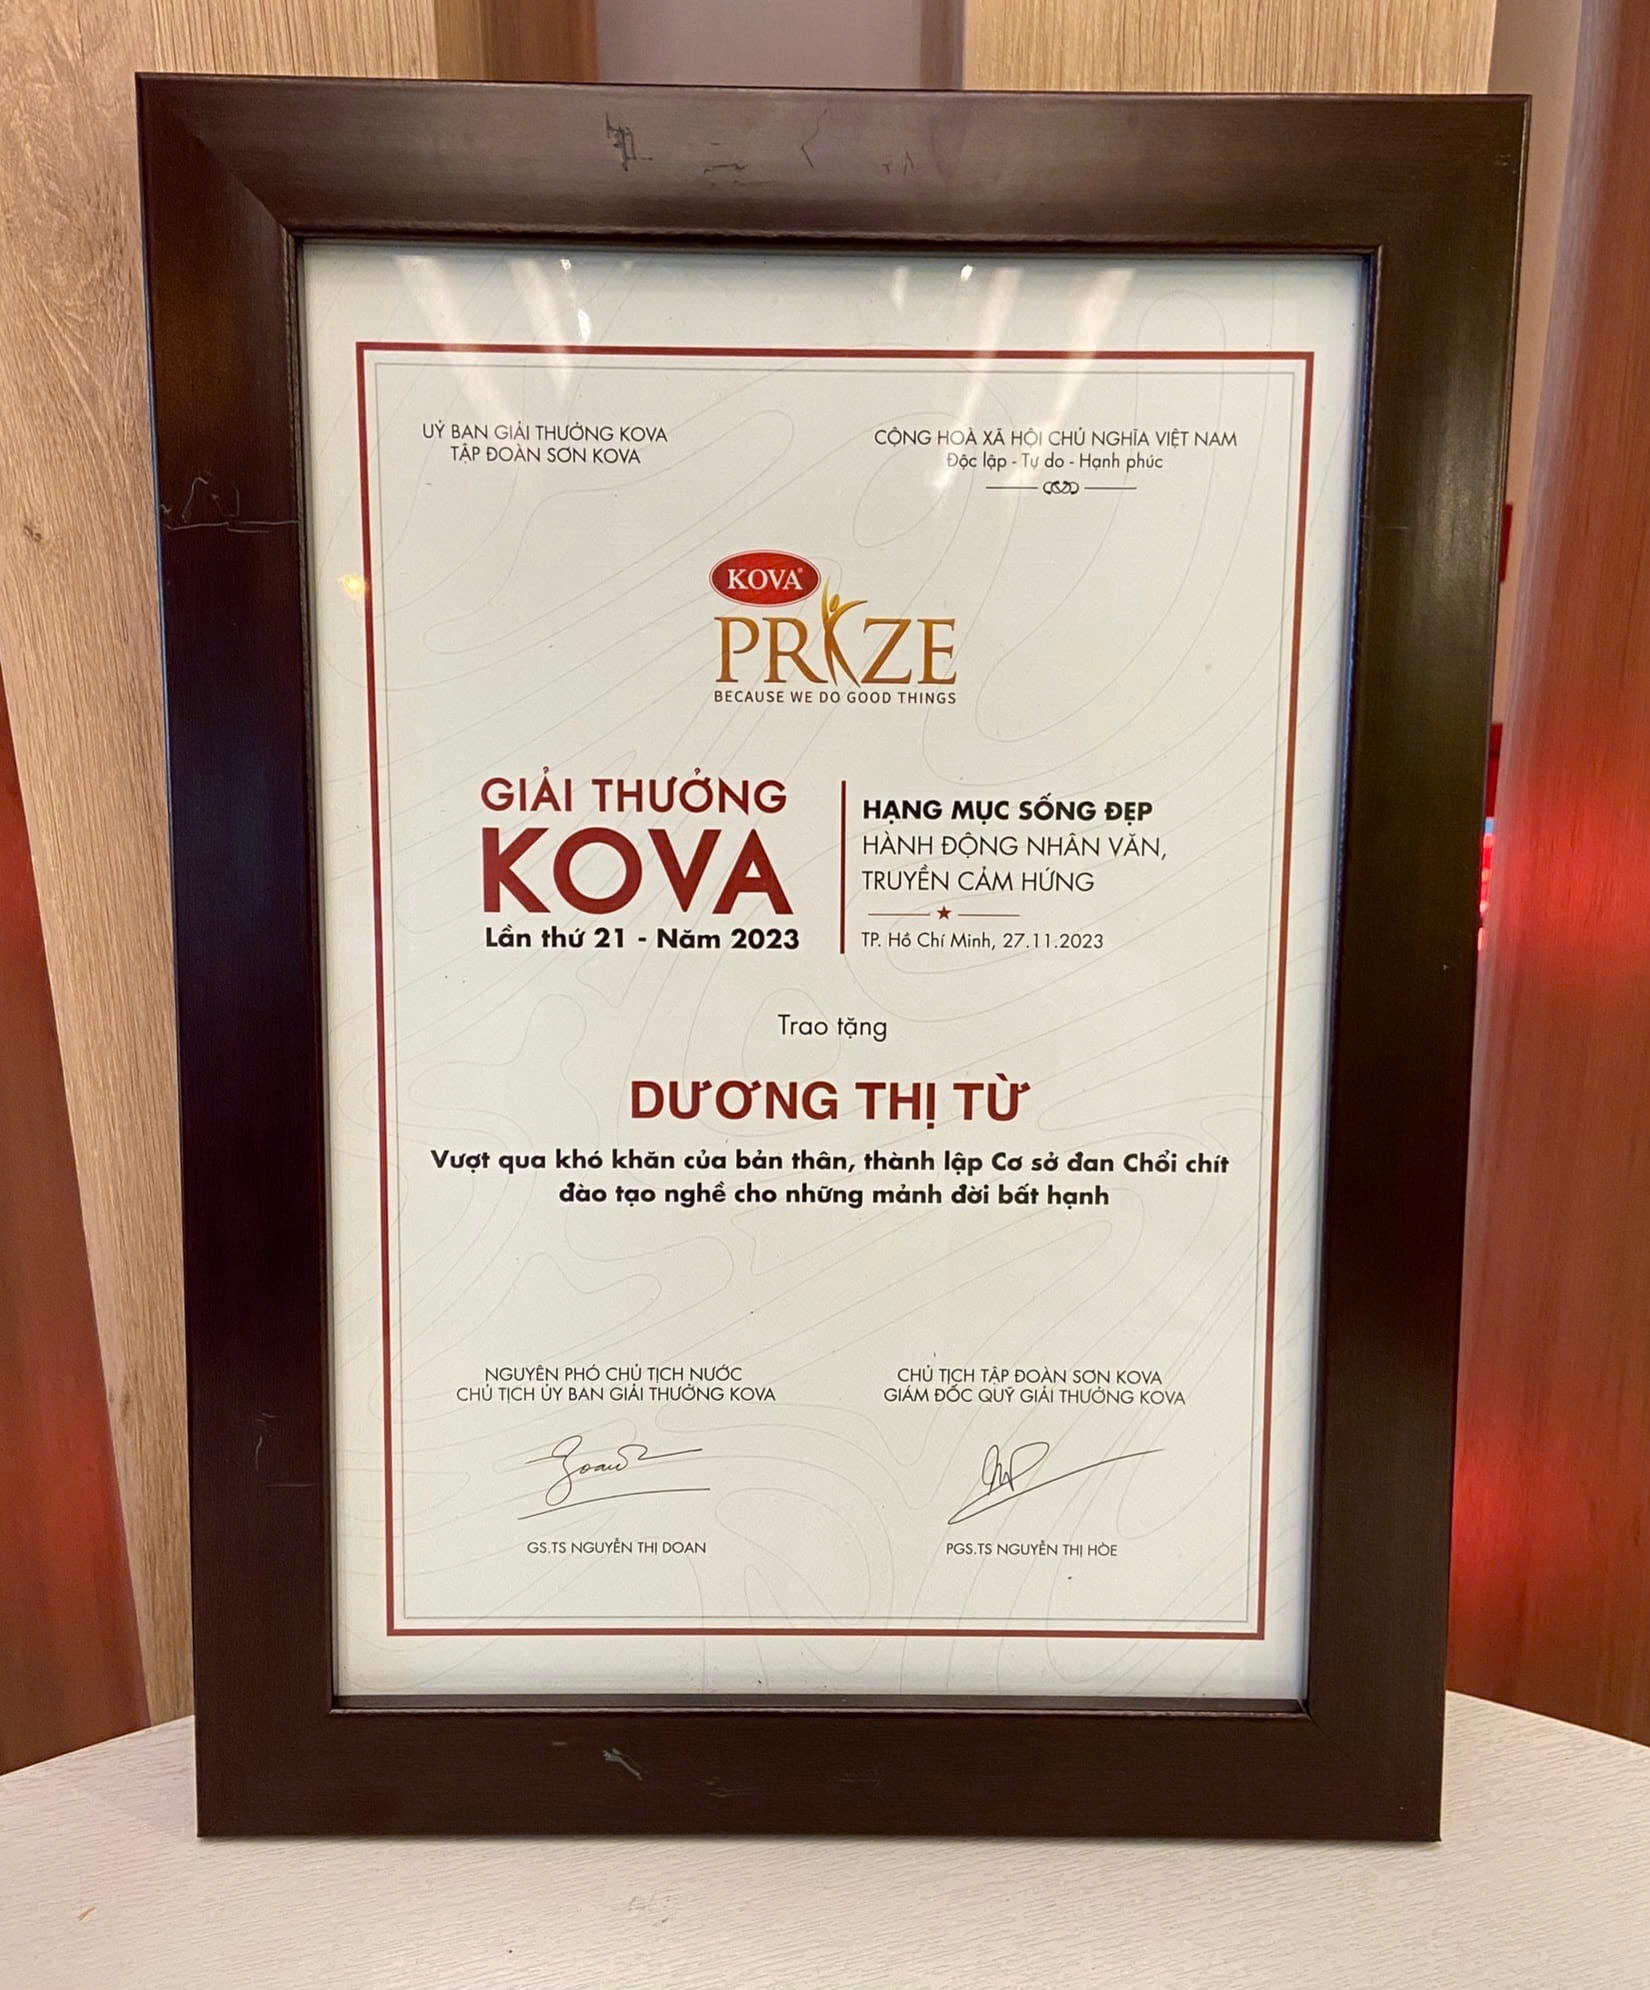 UỶ BAN GIẢI THƯỞNG KOVA
TẬP ĐOÀN SƠN KOVA
CỘNG HOÀ XÃ HỘI CHỦ NGHĨA VIỆT NAM
Độc lập - Tự do - Hạnh phúc
KOVA®
PRIZE
BECAUSE WE DO GOOD THINGS
GIẢI THƯỞNG
KOVA
Lần thứ 21 - Năm 2023
HẠNG MỤC SỐNG ĐẸP
HÀNH ĐỘNG NHÂN VĂN,
TRUYỀN CẢM HỨNG
TP. Hồ Chí Minh, 27.11.2023
Trao tặng
DƯƠNG THỊ TỪ
Vượt qua khó khăn của bản thân, thành lập Cơ sở đan Chổi chít
đào tạo nghề cho những mảnh đời bất hạnh
NGUYÊN PHÓ CHỦ TỊCH NƯỚC
CHỦ TỊCH ỦY BAN GIẢI THƯỞNG KOVA
GS.TS NGUYỄN THỊ DOAN
CHỦ TỊCH TẬP ĐOÀN SƠN KOVA
GIÁM ĐỐC QUỸ GIẢI THƯỞNG KOVA
PGS.TS NGUYỄN THỊ HÒE